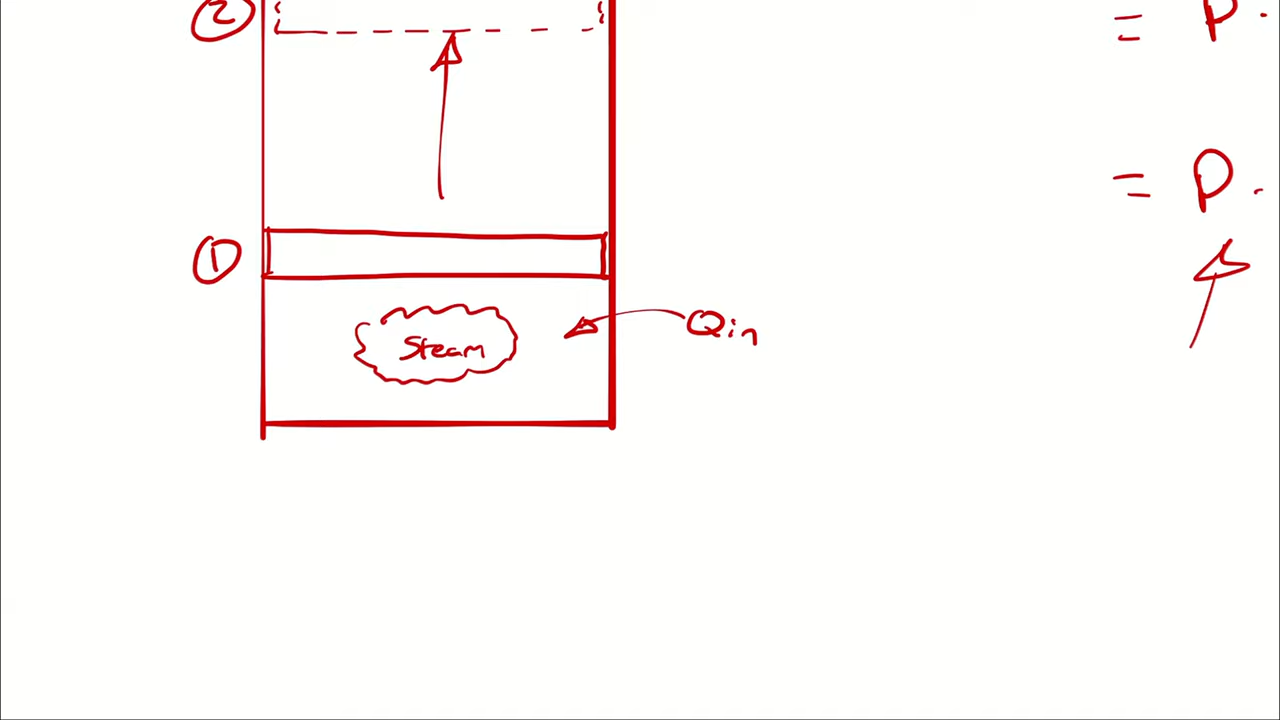 ②
= P.
= P.
①
Steam
Qin